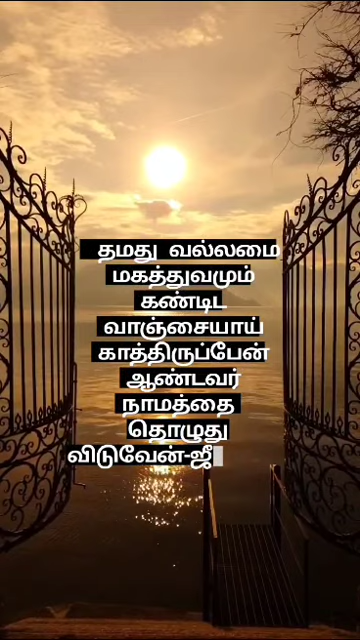 தமது வல்லமை
மகத்துவமும்
கண்டிட
வாஞ்சையாய்
காத்திருப்பேன்
ஆண்டவர்
நாமத்தை
தொழுது
விடுவேன்-ஜீ